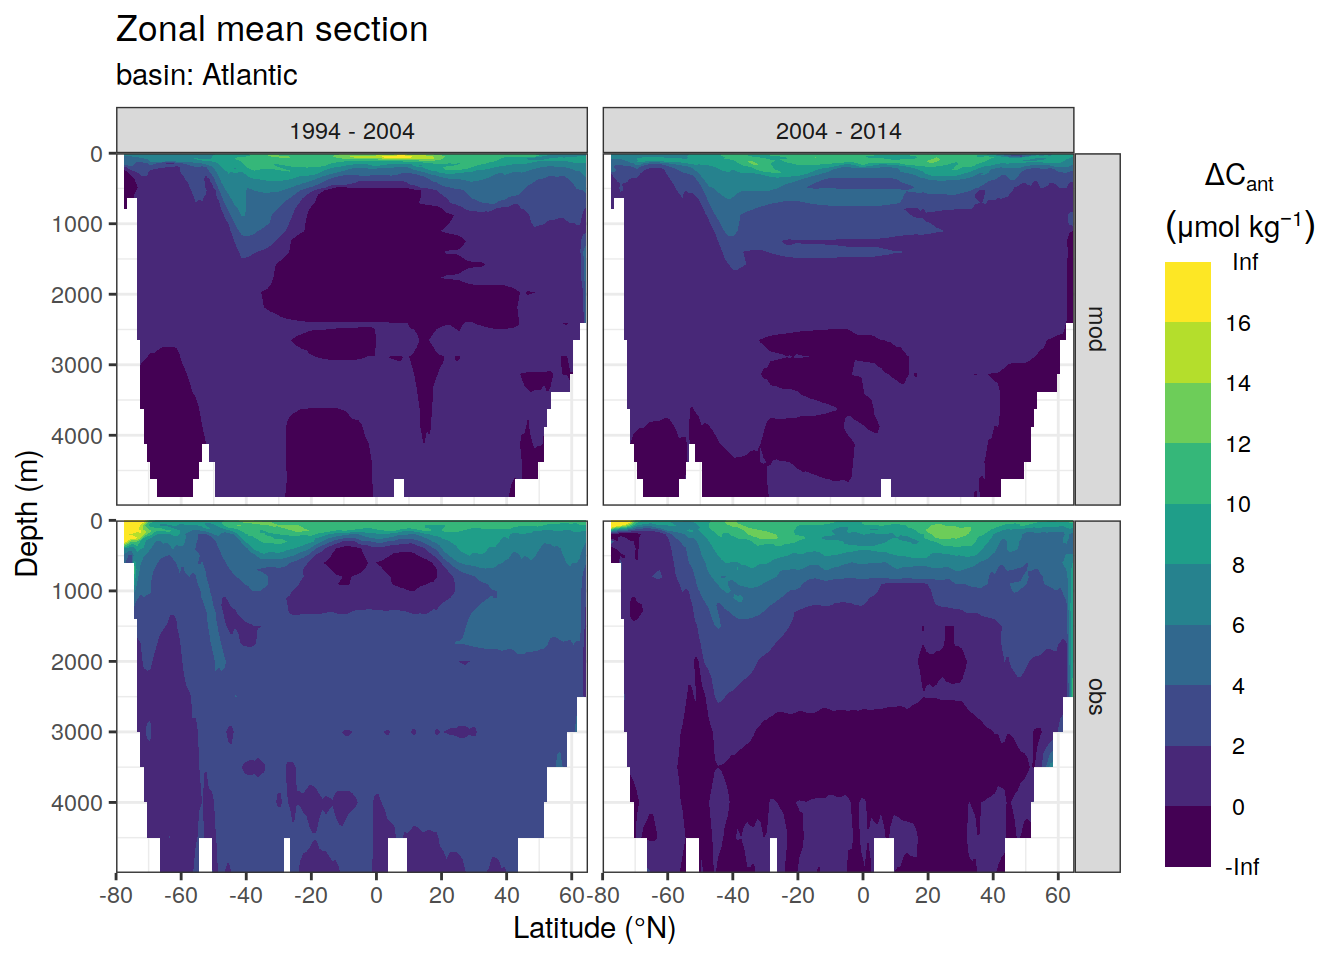 Zonal mean section
basin: Atlantic
1994 - 2004
2004 - 2014
0
1000
2000
3000
4000
mod
0
1000
2000
3000
4000
obs
-80 -60 -40 -20 0 20 40 60
-80 -60 -40 -20 0 20 40 60
Latitude (°N)
Depth (m)
ΔCant
(μmol kg⁻¹)
Inf
16
14
12
10
8
6
4
2
0
-Inf